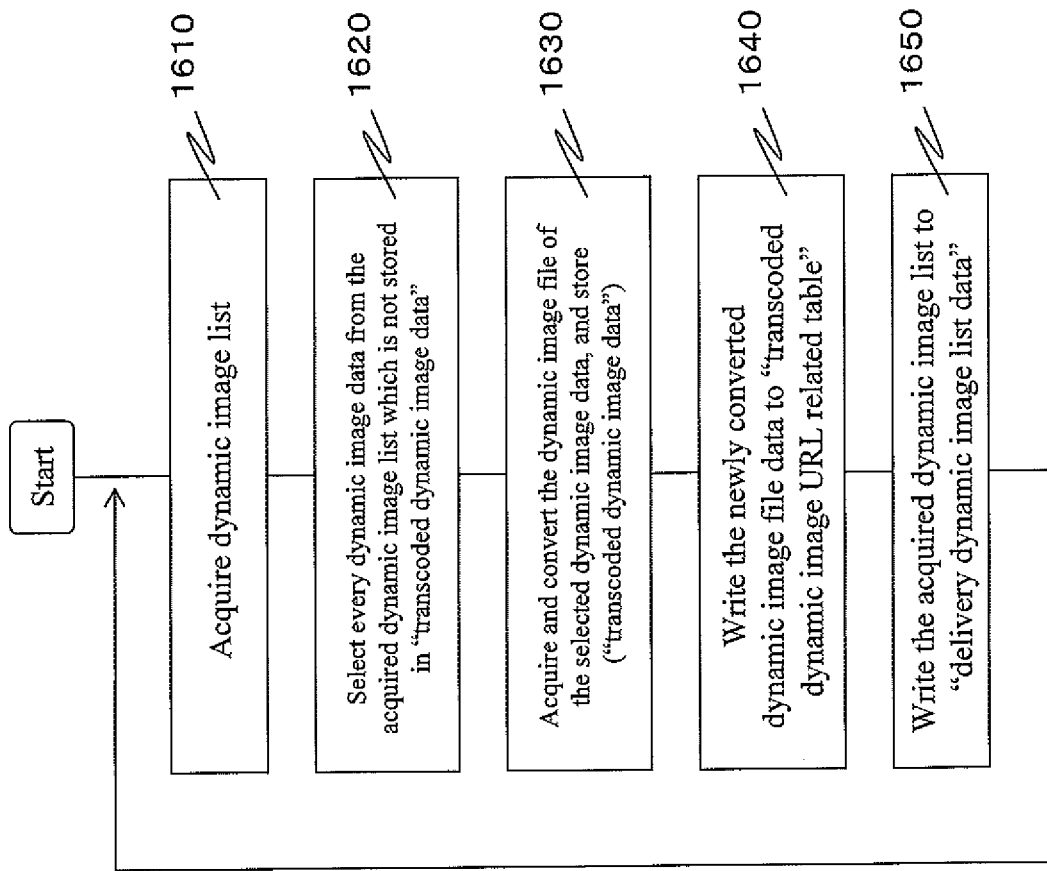 Start
Acquire dynamic image list
1610
Select every dynamic image data from the
acquired dynamic image list which is not stored
in “transcoded dynamic image data”
1620
Acquire and convert the dynamic image file of
the selected dynamic image data, and store
(“transcoded dynamic image data”)
1630
Write the newly converted
dynamic image file data to “transcoded
dynamic image URL related table”
1640
Write the acquired dynamic image list to
“delivery dynamic image list data”
1650